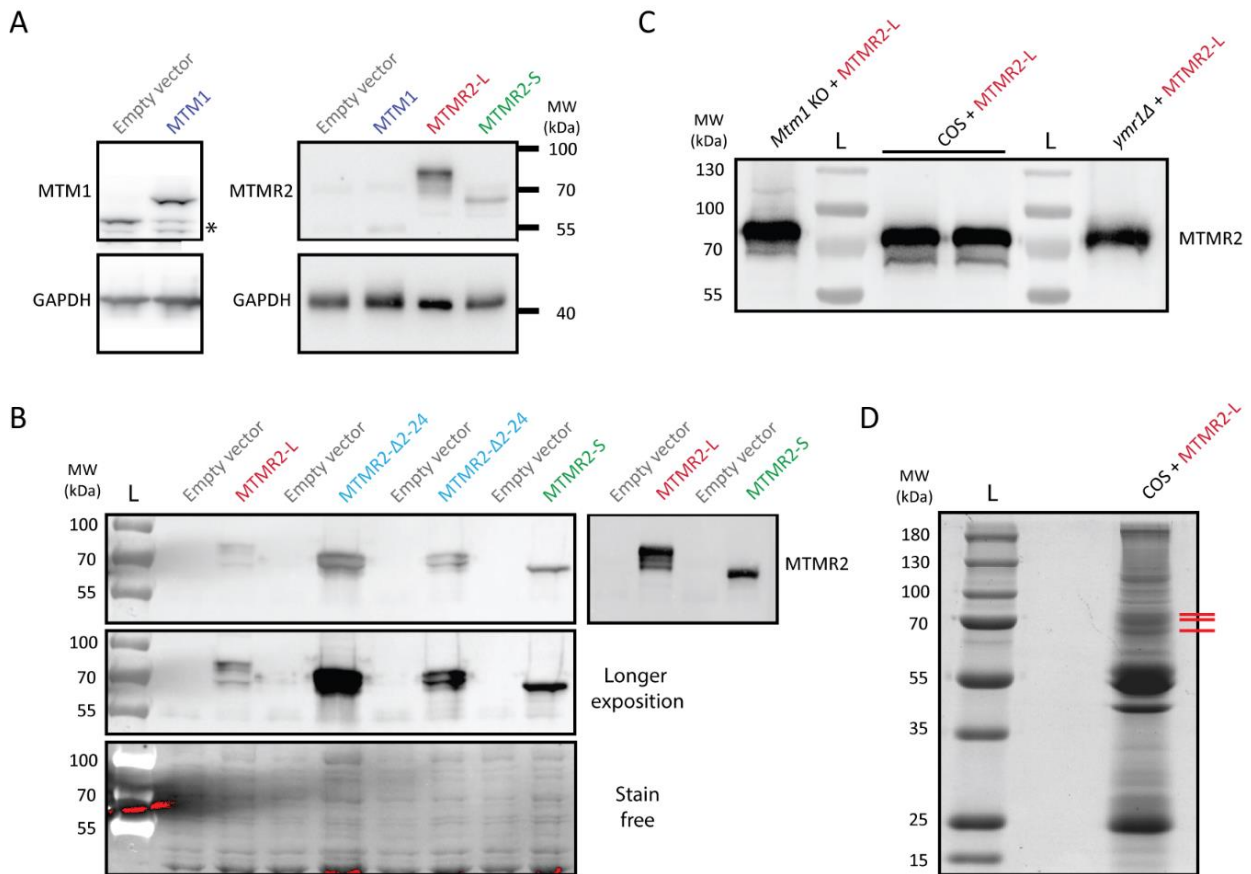 A
Empty vector
MTM1
MTM1
*
GAPDH
Empty vector
MTM1
MTMR2-L
MTMR2-S
MW
(kDa)
MTMR2
100
70
55
GAPDH
40
B
MW
(kDa)
L
Empty vector
MTMR2-L
Empty vector
MTMR2-Δ2-24
Empty vector
MTMR2-Δ2-24
Empty vector
MTMR2-S
Empty vector
MTMR2-L
Empty vector
MTMR2-S
100
70
55
MTMR2
100
70
55
Longer
exposition
100
70
55
Stain
free
C
MW
(kDa)
Mtm1 KO + MTMR2-L
L
COS + MTMR2-L
L
ymr1Δ + MTMR2-L
130
100
70
55
MTMR2
D
MW
(kDa)
L
COS + MTMR2-L
180
130
100
70
55
35
25
15